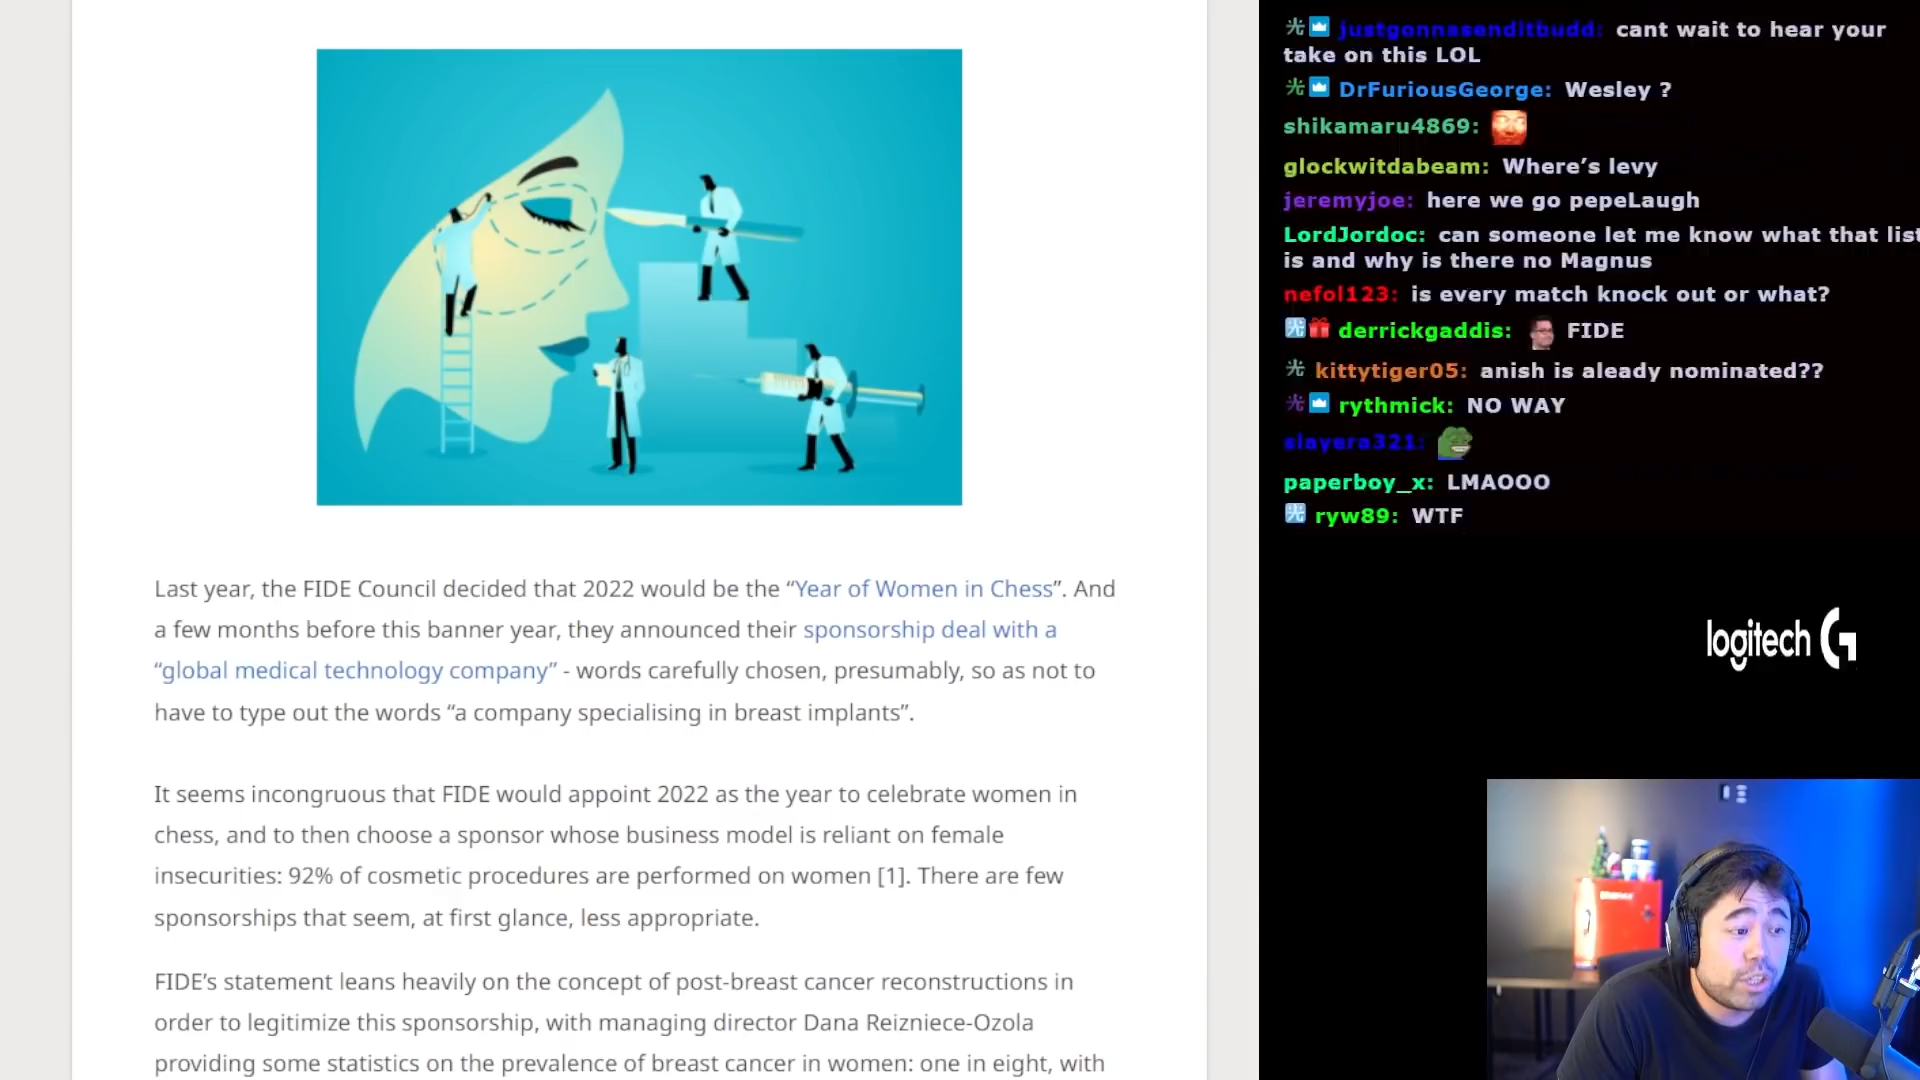 Last year, the FIDE Council decided that 2022 would be the “Year of Women in Chess”. And
a few months before this banner year, they announced their sponsorship deal with a
“global medical technology company” - words carefully chosen, presumably, so as not to
have to type out the words “a company specialising in breast implants”.
It seems incongruous that FIDE would appoint 2022 as the year to celebrate women in
chess, and to then choose a sponsor whose business model is reliant on female
insecurities: 92% of cosmetic procedures are performed on women [1]. There are few
sponsorships that seem, at first glance, less appropriate.
FIDE’s statement leans heavily on the concept of post-breast cancer reconstructions in
order to legitimize this sponsorship, with managing director Dana Reizniece-Ozola
providing some statistics on the prevalence of breast cancer in women: one in eight, with
justgonnasenditbudd: cant wait to hear your
take on this LOL
DrFuriousGeorge: Wesley ?
shikamaru4869:
glockwitdabeam: Where’s levy
jeremyjoe: here we go pepeLaugh
LordJordoc: can someone let me know what that list
is and why is there no Magnus
nefol123: is every match knock out or what?
derrickgaddis: FIDE
kittytiger05: anish is aleady nominated??
rythmick: NO WAY
slayera321:
paperboy_x: LMAOOO
ryw89: WTF
logitech G